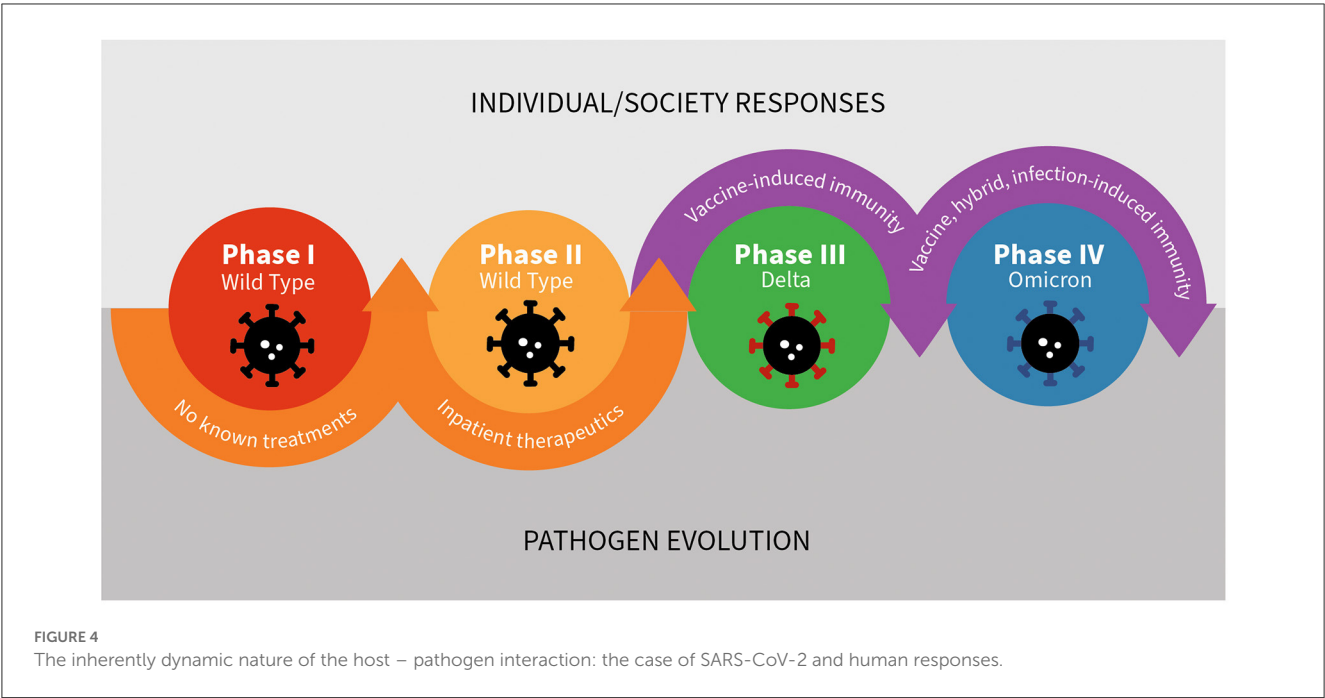 INDIVIDUAL/SOCIETY RESPONSES
Vaccine-induced immunity
Vaccine, hybrid, infection-induced immunity
Phase I
Wild Type
Phase II
Wild Type
Phase III
Delta
Phase IV
Omicron
No known treatments
Inpatient therapeutics
PATHOGEN EVOLUTION
FIGURE 4
The inherently dynamic nature of the host – pathogen interaction: the case of SARS-CoV-2 and human responses.